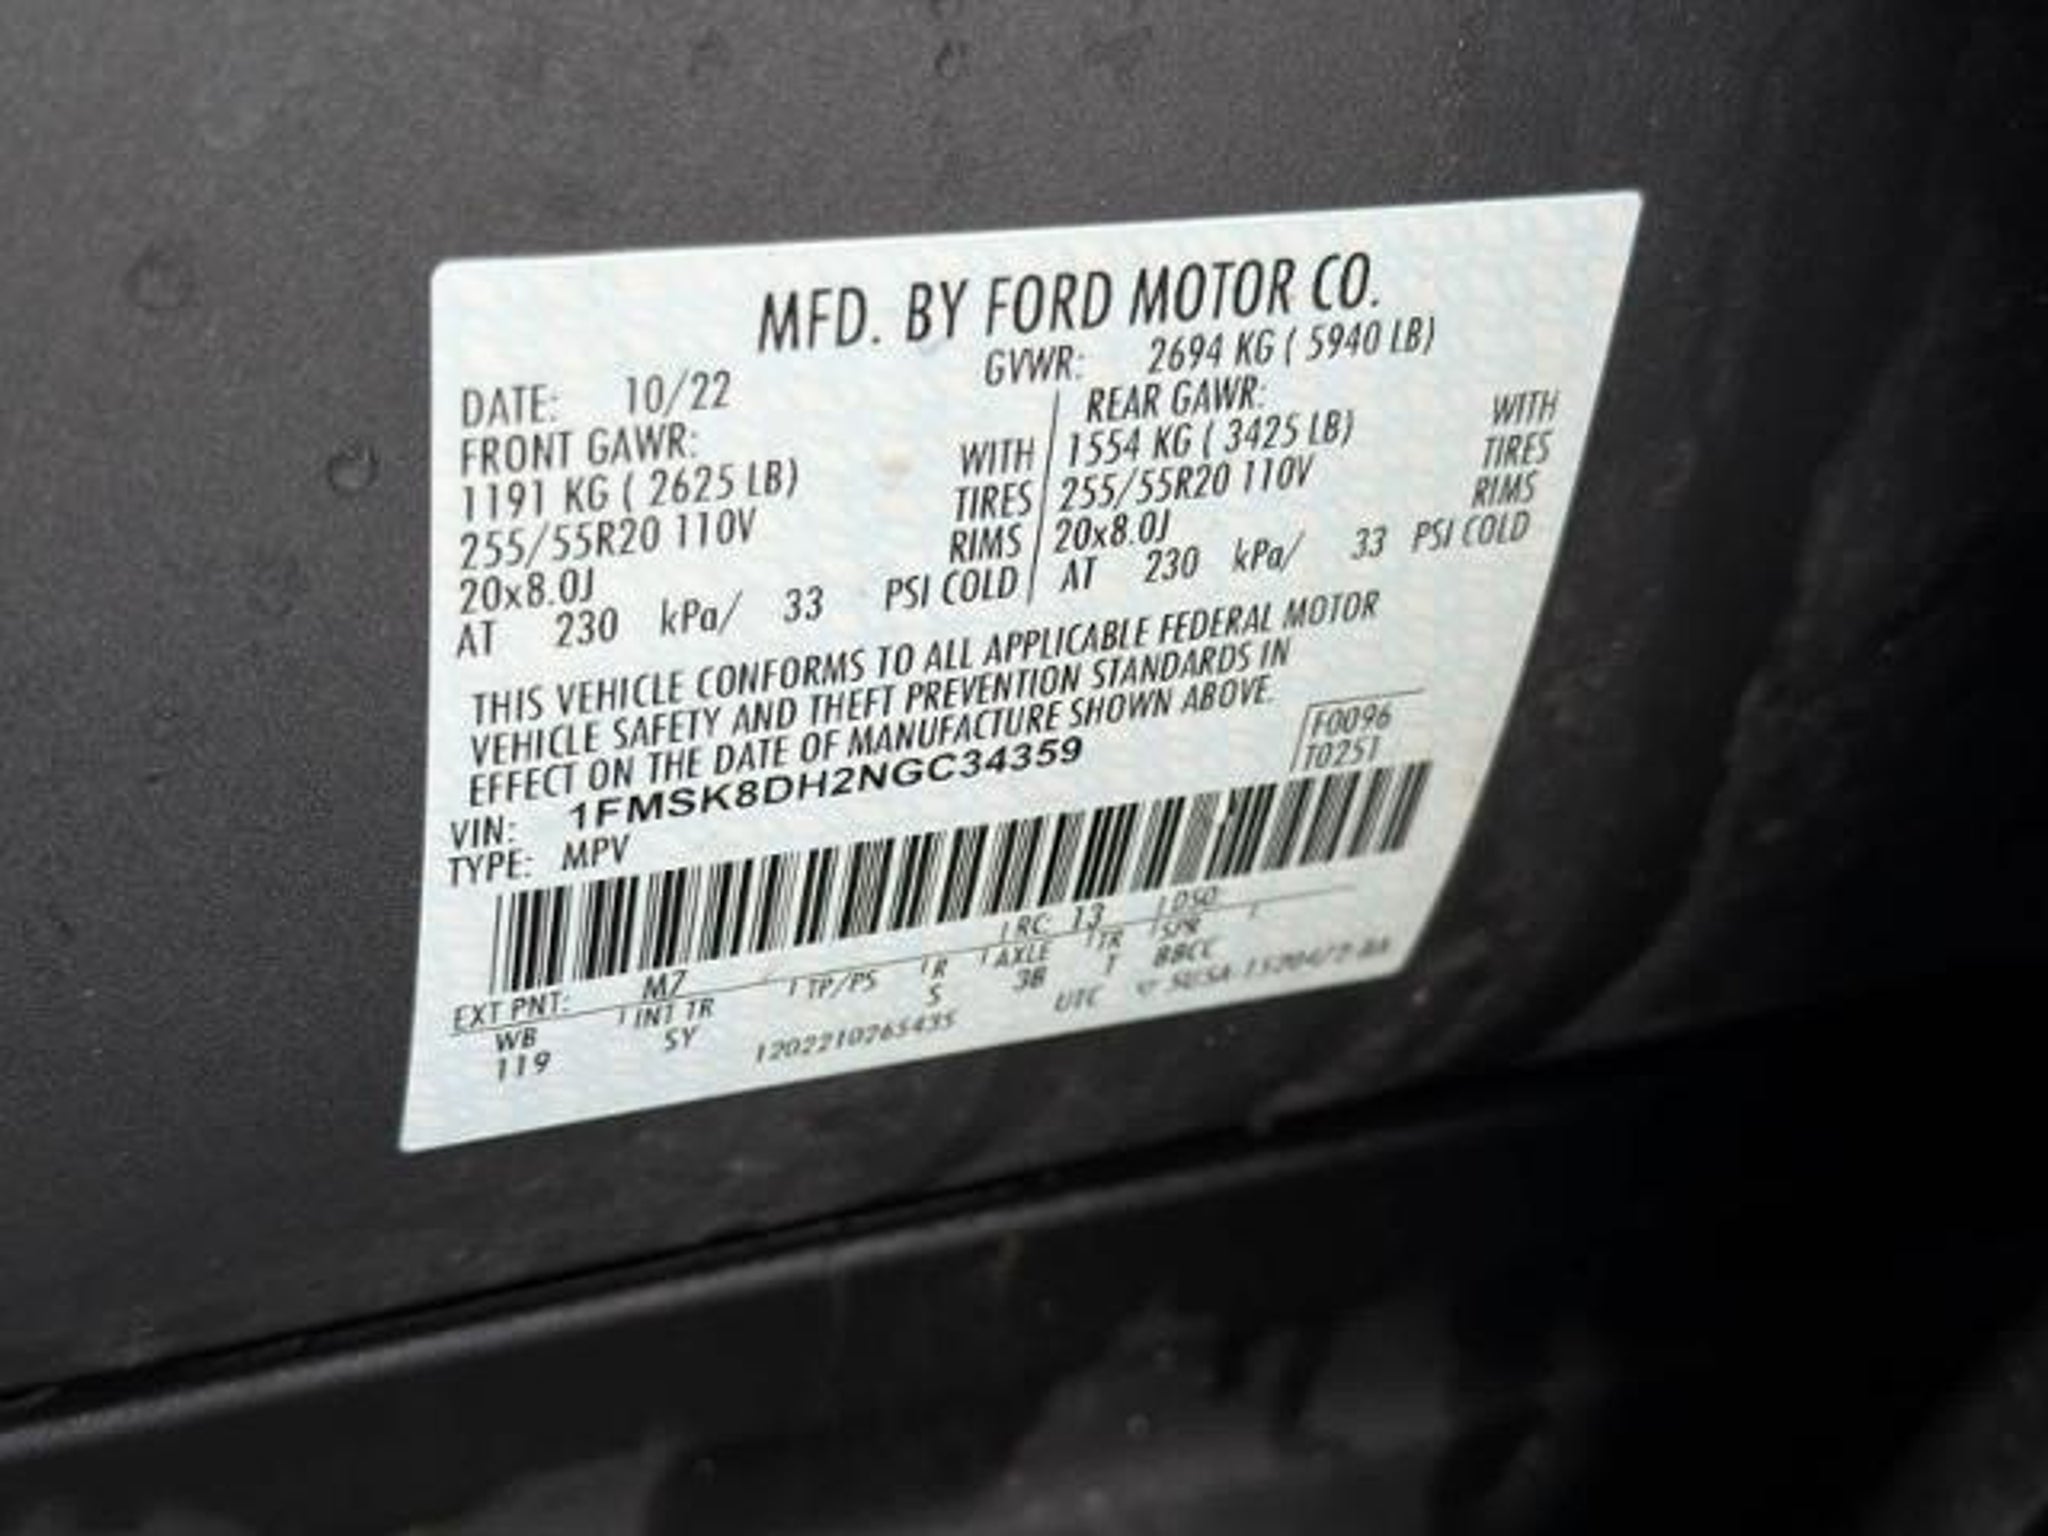 MFD. BY FORD MOTOR CO.
DATE: 10/22 GVWR: 2694 KG ( 5940 LB)
FRONT GAWR: REAR GAWR:
1191 KG ( 2625 LB) WITH 1554 KG ( 3425 LB) WITH
255/55R20 110V TIRES 255/55R20 110V TIRES
20x8.0J RIMS 20x8.0J RIMS
AT 230 kPa/ 33 PSI COLD AT 230 kPa/ 33 PSI COLD
THIS VEHICLE CONFORMS TO ALL APPLICABLE FEDERAL MOTOR
VEHICLE SAFETY AND THEFT PREVENTION STANDARDS IN
EFFECT ON THE DATE OF MANUFACTURE SHOWN ABOVE.
F0096
VIN: 1FMSK8DH2NGC34359
T0251
TYPE: MPV
EXT PNT: M7 RC: 13 DSO:
WB INT TR TP/PS R AXLE TR SPR
119 5Y S 3B T BBCC
1202210265435 UTC